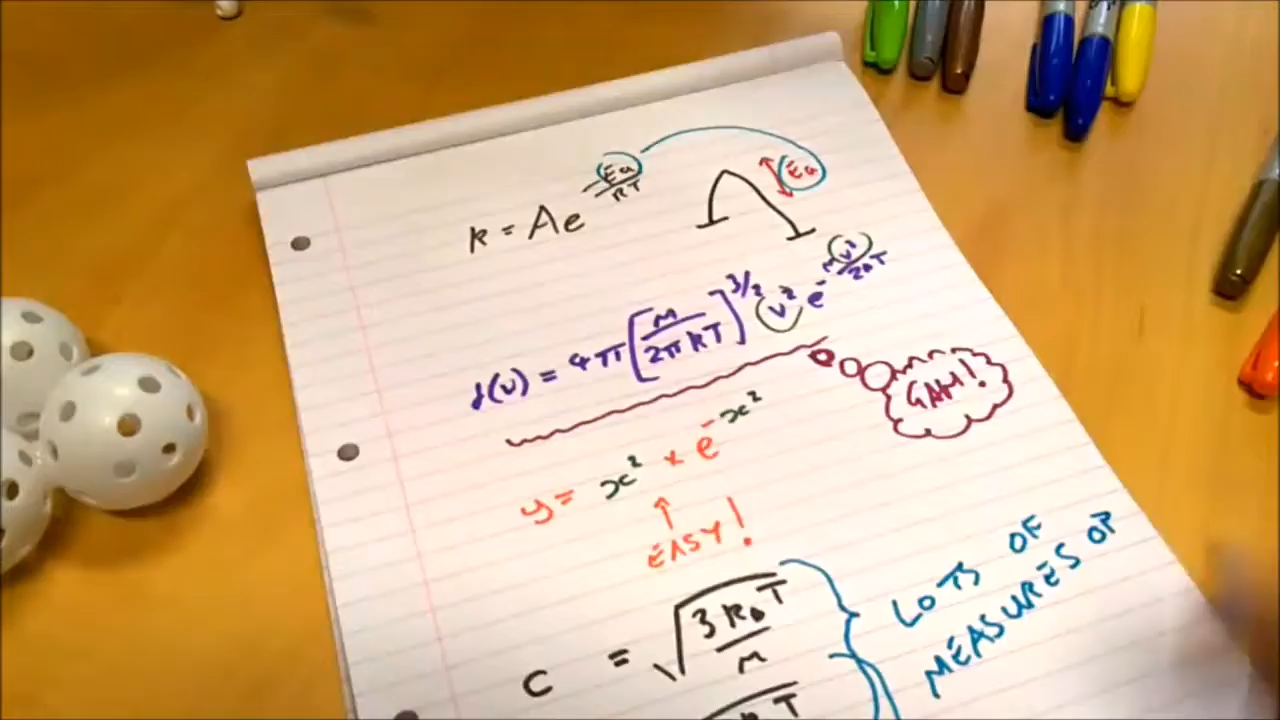 k = Ae^(-Ea/RT)
Ea
f(v) = 4π[m/2πkT]^(3/2) v² e^(-mv²/2kT)
GAH!
y = x² × e^(-x²)
↑
EASY!
c = √(3k_BT/m)
LOTS OF
MEASURES OF